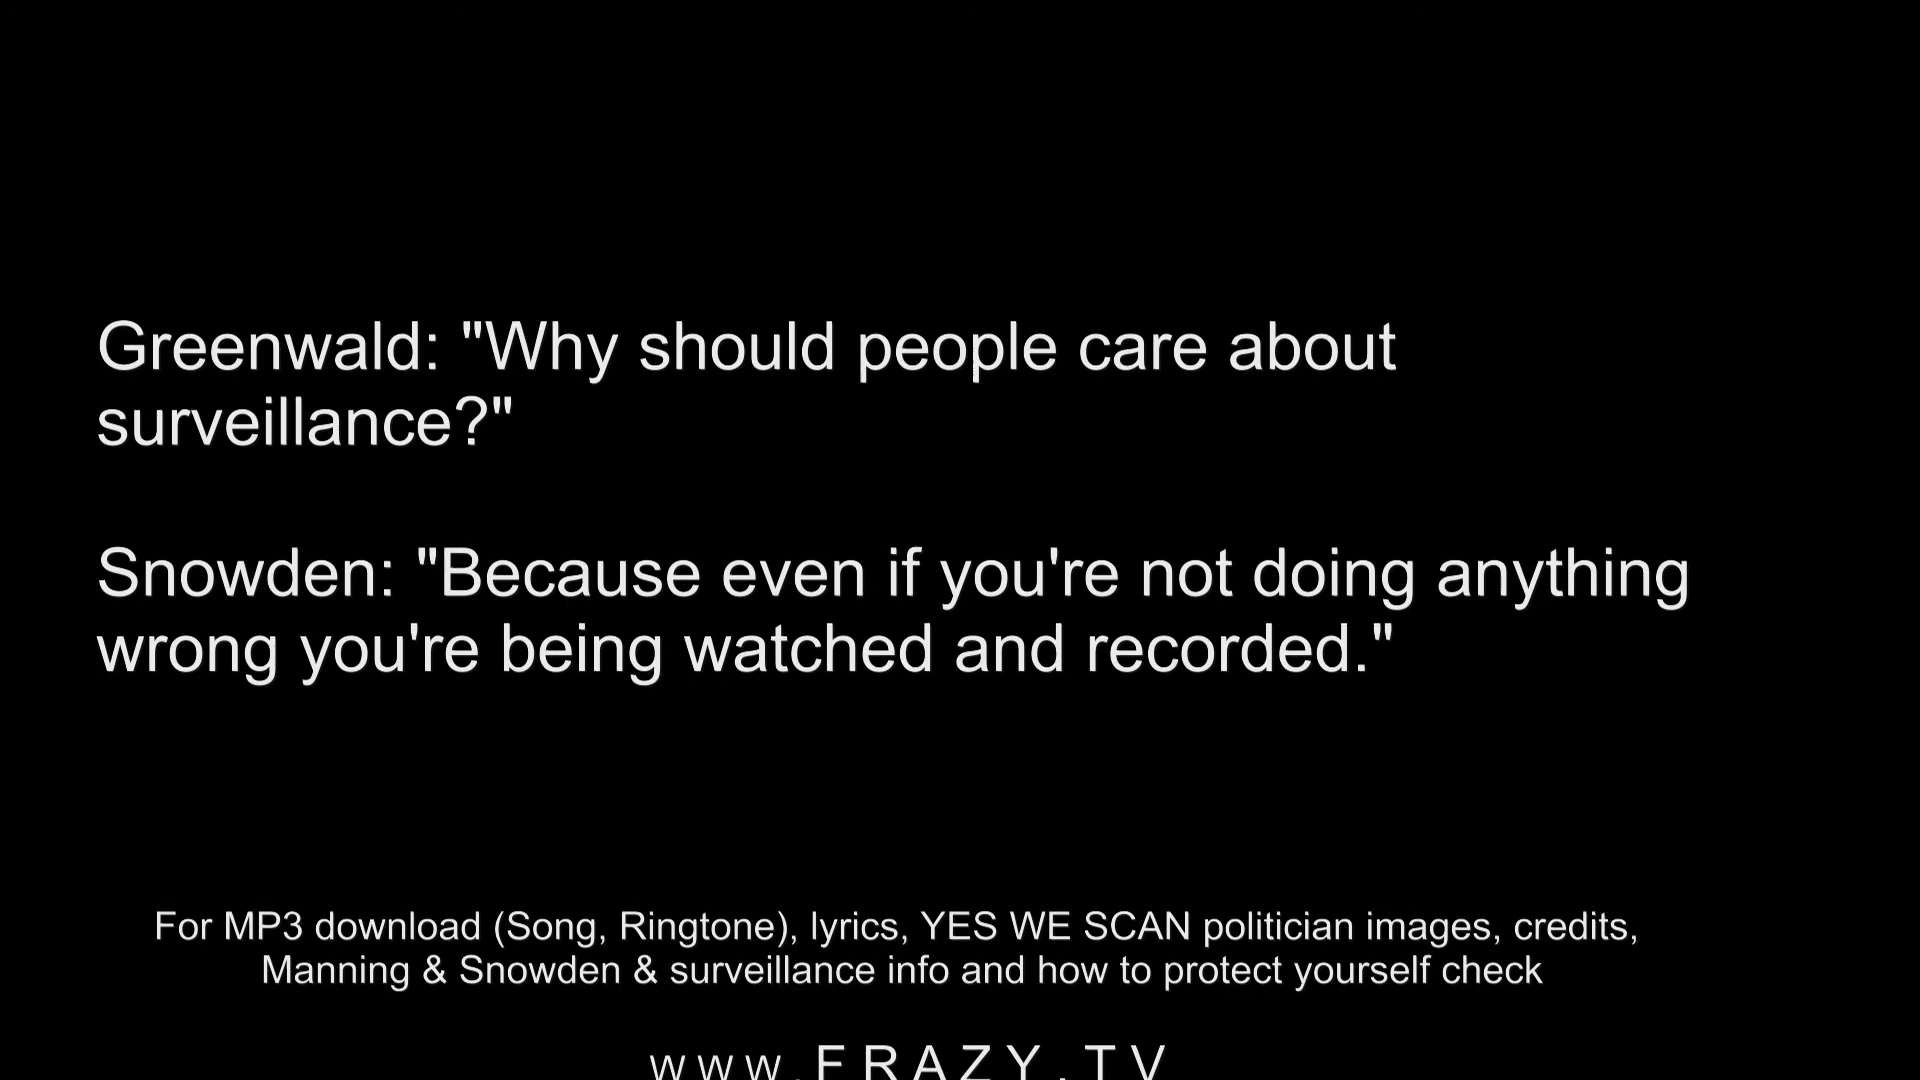 Greenwald: "Why should people care about
surveillance?"
Snowden: "Because even if you're not doing anything
wrong you're being watched and recorded."
For MP3 download (Song, Ringtone), lyrics, YES WE SCAN politician images, credits,
Manning & Snowden & surveillance info and how to protect yourself check
www.FRAZY.TV